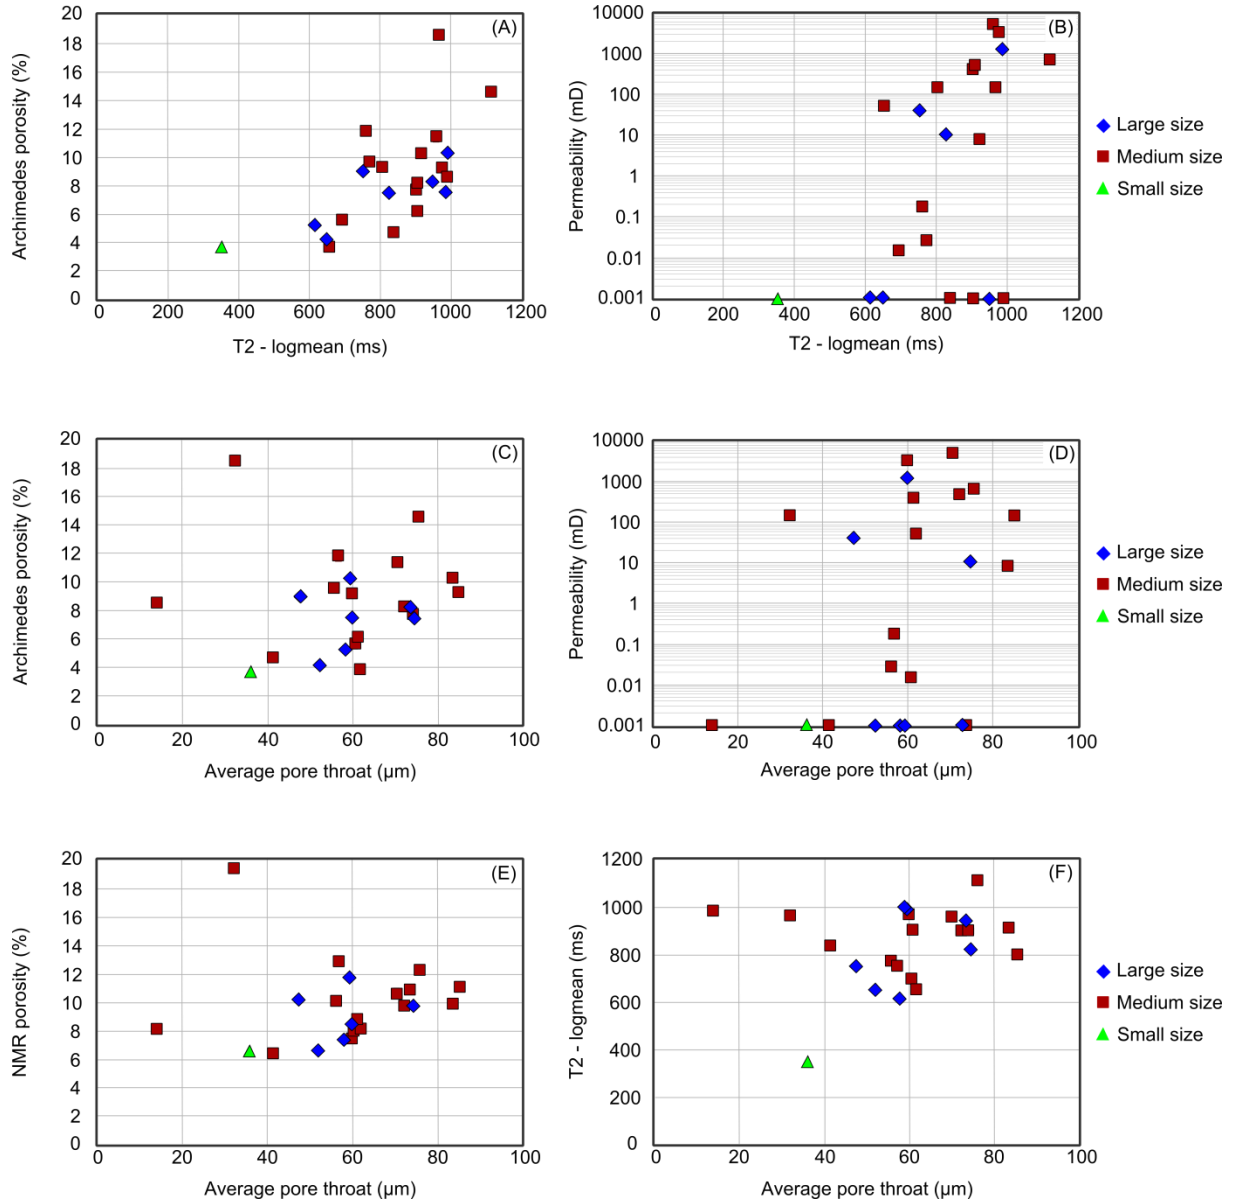 (A)
Archimedes porosity (%)
20
18
16
14
12
10
8
6
4
2
0
0 200 400 600 800 1000 1200
T2 - logmean (ms)
(B)
Permeability (mD)
10000
1000
100
10
1
0.1
0.01
0.001
0 200 400 600 800 1000 1200
T2 - logmean (ms)
Large size
Medium size
Small size
(C)
Archimedes porosity (%)
20
18
16
14
12
10
8
6
4
2
0
0 20 40 60 80 100
Average pore throat (µm)
(D)
Permeability (mD)
10000
1000
100
10
1
0.1
0.01
0.001
0 20 40 60 80 100
Average pore throat (µm)
Large size
Medium size
Small size
(E)
NMR porosity (%)
20
18
16
14
12
10
8
6
4
2
0
0 20 40 60 80 100
Average pore throat (µm)
(F)
T2 - logmean (ms)
1200
1000
800
600
400
200
0
0 20 40 60 80 100
Average pore throat (µm)
Large size
Medium size
Small size